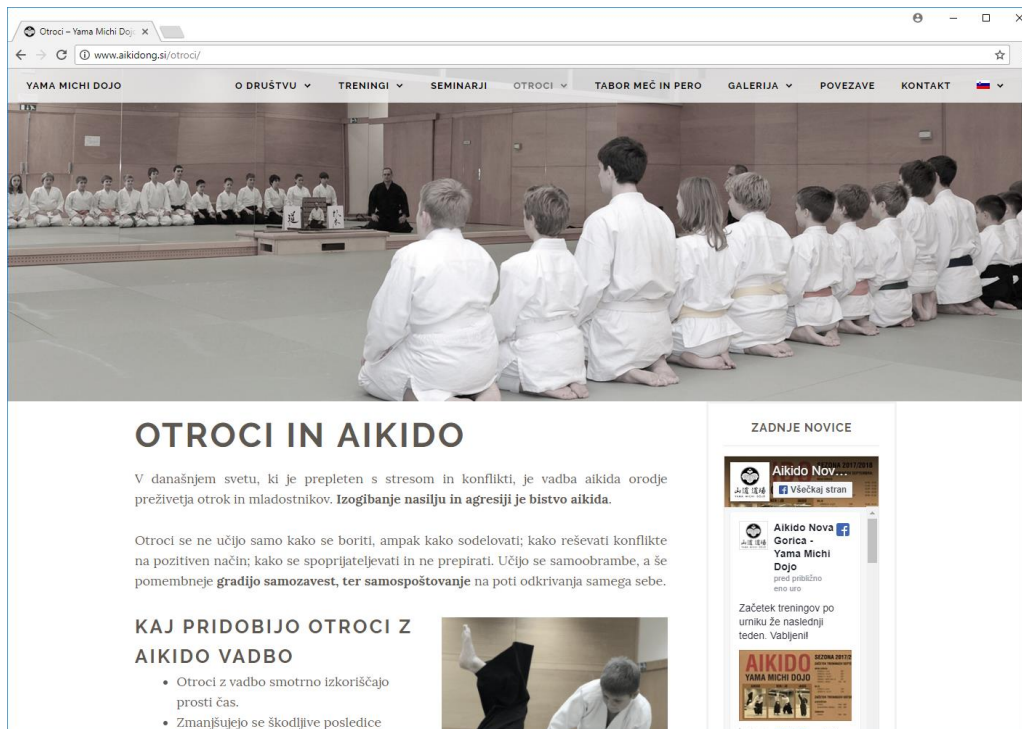 Otroci – Yama Michi Doj
www.aikidong.si/otroci/
YAMA MICHI DOJO
O DRUŠTVU
TRENINGI
SEMINARJI
OTROCI
TABOR MEČ IN PERO
GALERIJA
POVEZAVE
KONTAKT
OTROCI IN AIKIDO
V današnjem svetu, ki je prepleten s stresom in konflikti, je vadba aikida orodje
preživetja otrok in mladostnikov. Izogibanje nasilju in agresiji je bistvo aikida.
Otroci se ne učijo samo kako se boriti, ampak kako sodelovati; kako reševati konflikte
na pozitiven način; kako se spoprijateljevati in ne prepirati. Učijo se samoobrambe, a še
pomembneje gradijo samozavest, ter samospoštovanje na poti odkrivanja samega sebe.
KAJ PRIDOBIJO OTROCI Z
AIKIDO VADBO
• Otroci z vadbo smotrno izkoriščajo
prosti čas.
• Zmanjšujejo se škodljive posledice
ZADNJE NOVICE
Aikido Nov...
Všečkaj stran
Aikido Nova
Gorica -
Yama Michi
Dojo
pred približno
eno uro
Začetek treningov po
urniku že naslednji
teden. Vabljeni!
AIKIDO
YAMA MICHI DOJO
SEZONA 2017/2